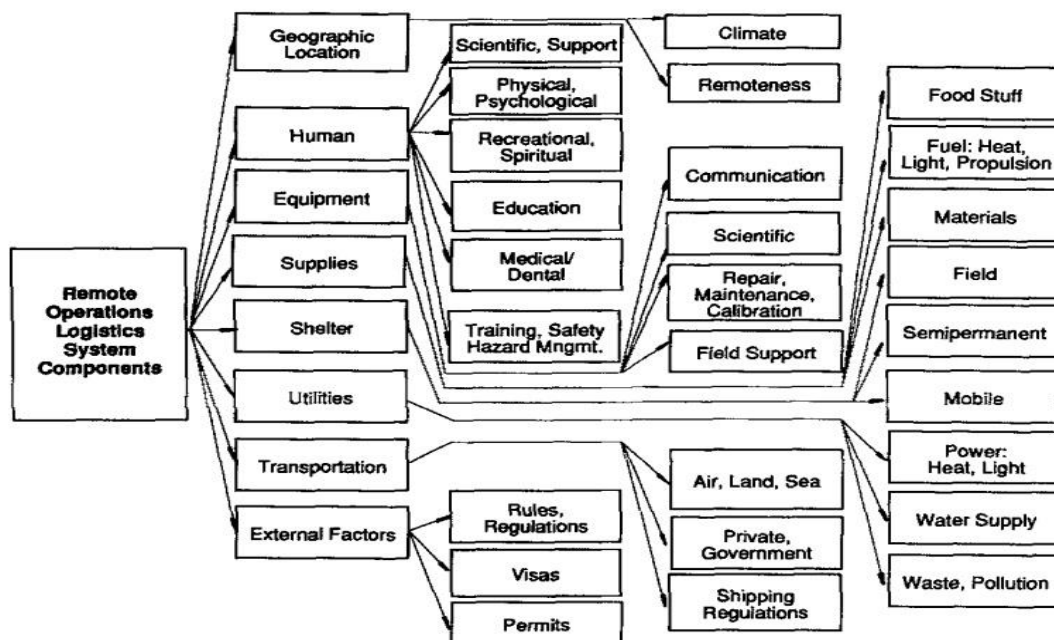 Remote
Operations
Logistics
System
Components
Geographic
Location
Human
Equipment
Supplies
Shelter
Utilities
Transportation
External Factors
Scientific, Support
Physical,
Psychological
Recreational,
Spiritual
Education
Medical/
Dental
Training, Safety
Hazard Mngmt.
Rules,
Regulations
Visas
Permits
Climate
Remoteness
Communication
Scientific
Repair,
Maintenance,
Calibration
Field Support
Air, Land, Sea
Private,
Government
Shipping
Regulations
Food Stuff
Fuel: Heat,
Light, Propulsion
Materials
Field
Semipermanent
Mobile
Power:
Heat, Light
Water Supply
Waste, Pollution